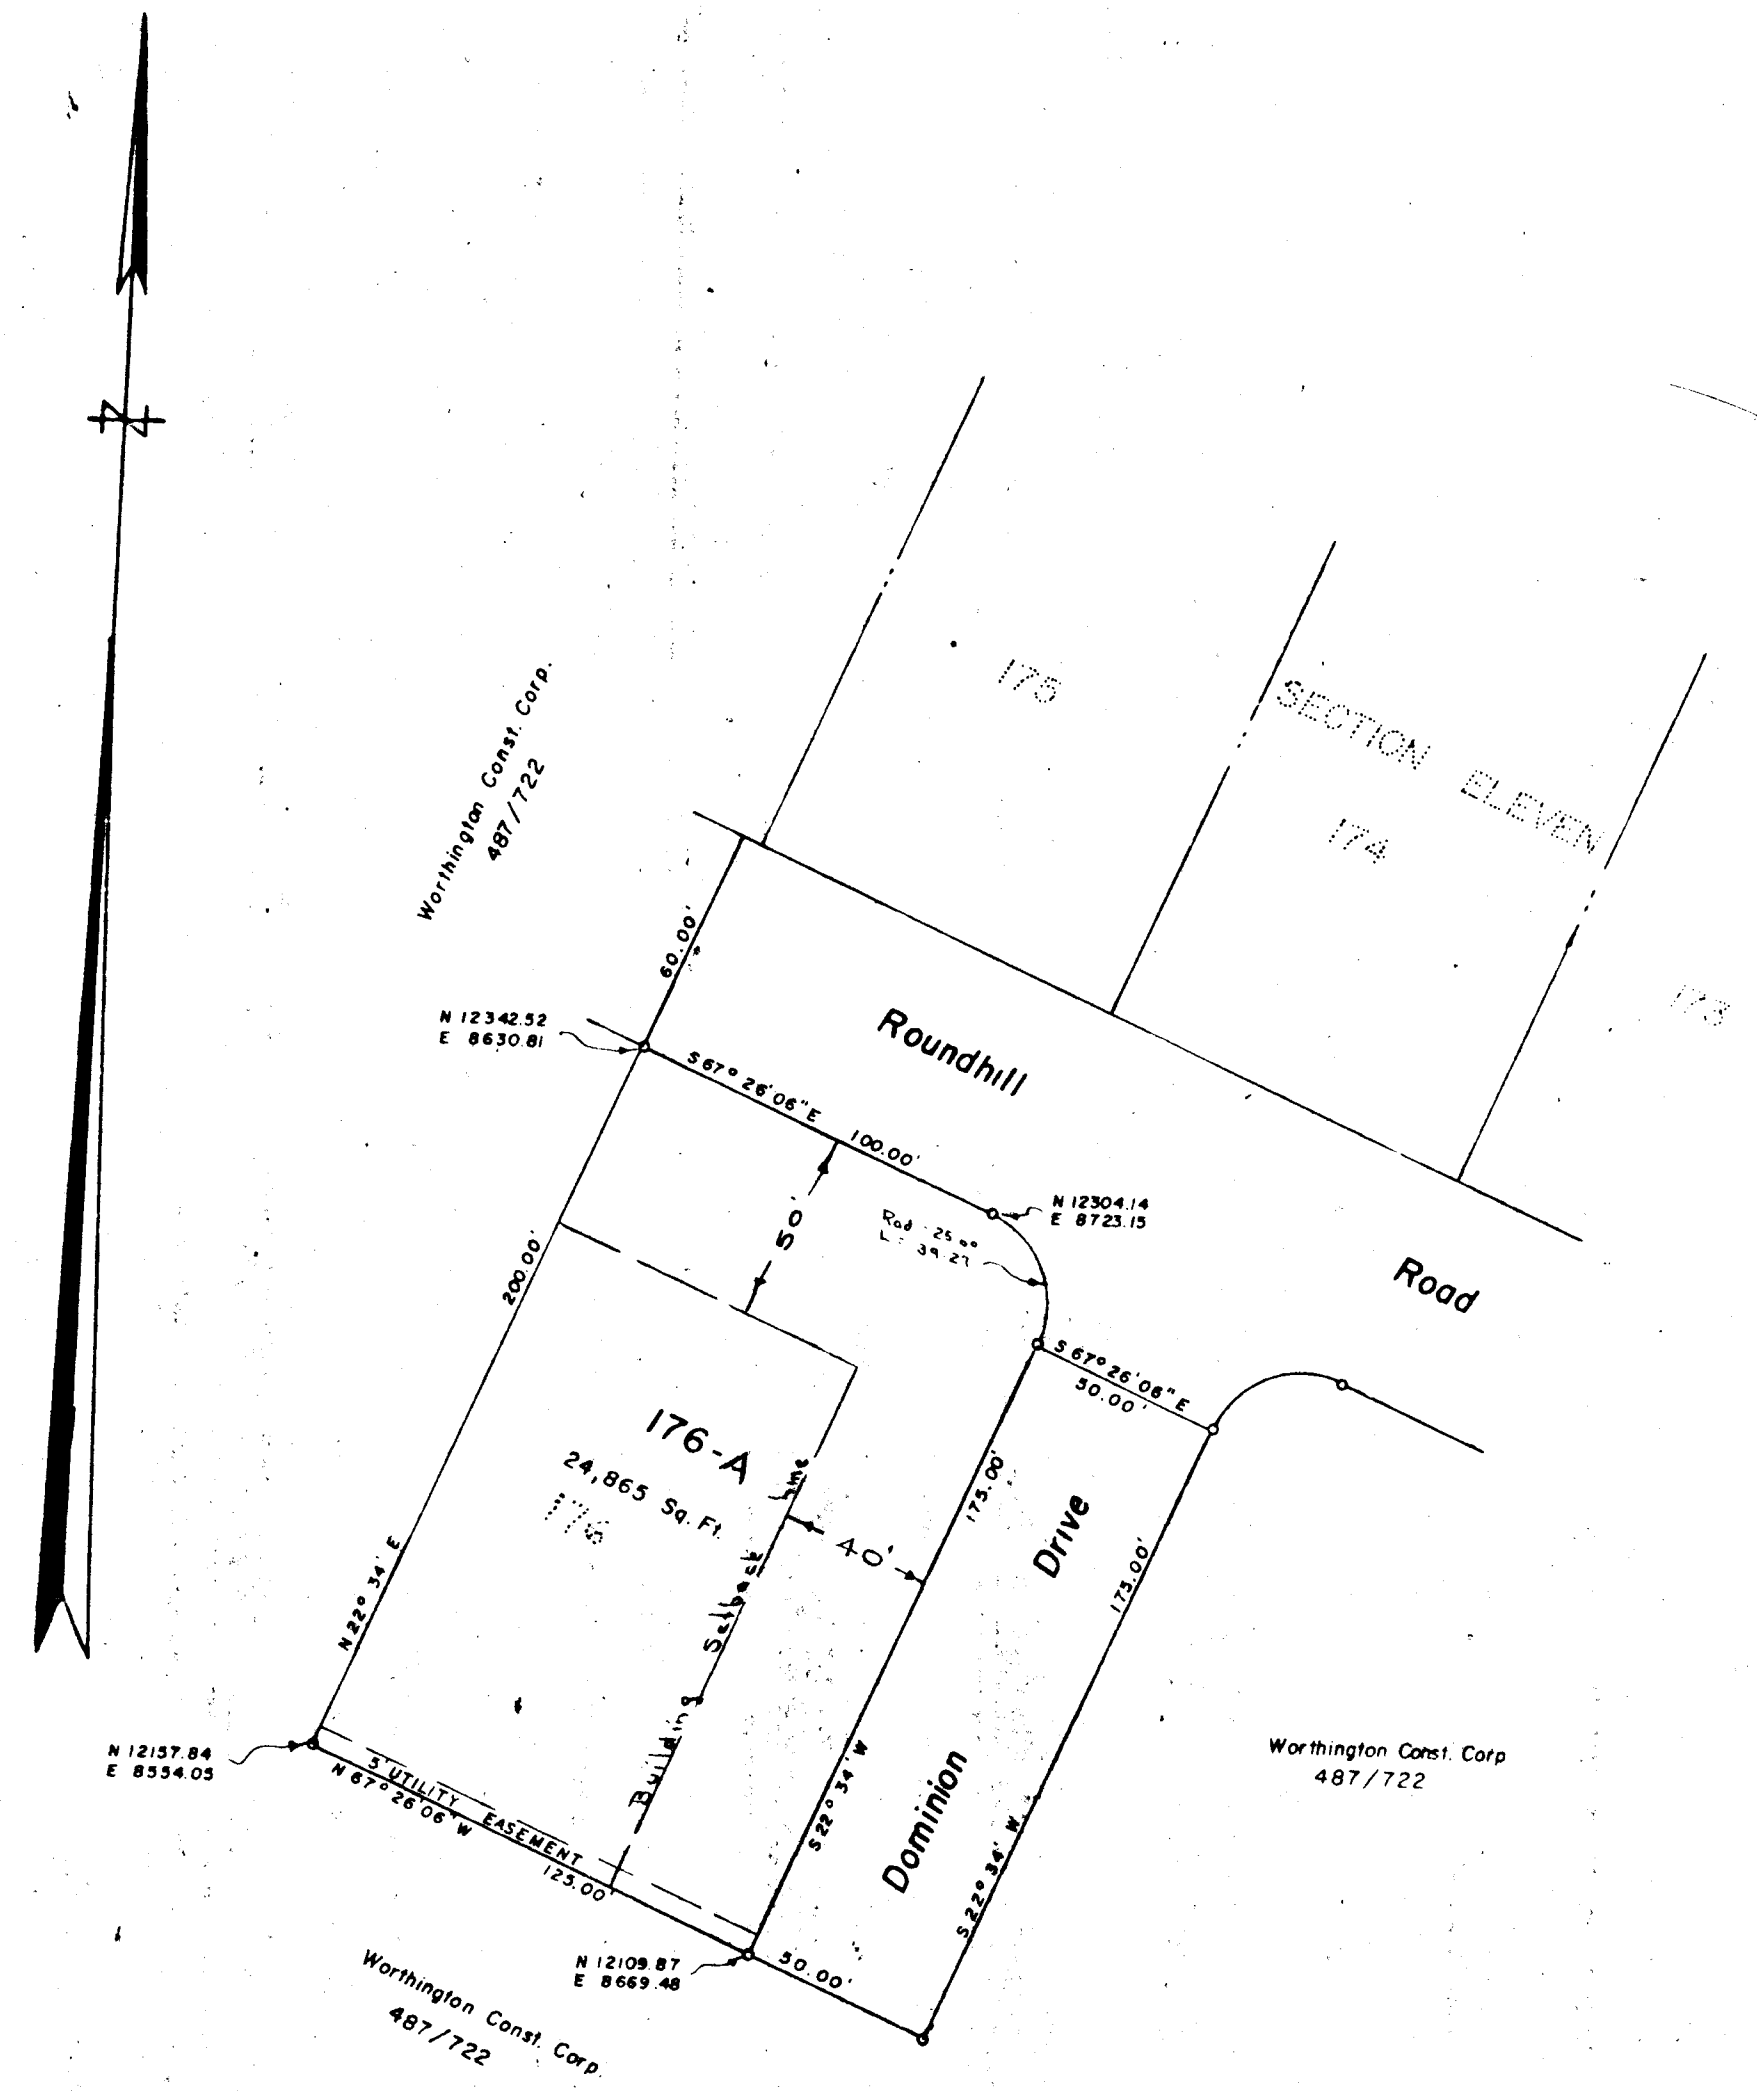 N
175
SECTION ELEVEN
174
173
Worthington Const. Corp.
487/722
60.00'
N 12342.52
E 8630.81
Roundhill
Road
S 67° 26' 06" E
100.00'
N 12304.14
E 8723.15
50'
Rad = 25.00
L = 39.27
200.00'
S 67° 26' 06" E
50.00'
176-A
24,865 Sq. Ft.
176
Building Setback Line
40'
175.00'
Drive
175.00'
N 22° 34' E
N 12157.84
E 8554.05
5' UTILITY EASEMENT
N 67° 26' 06" W
125.00'
S 22° 34' W
Dominion
S 22° 34' W
Worthington Const. Corp
487/722
N 12109.87
E 8669.48
50.00'
Worthington Const. Corp.
487/722